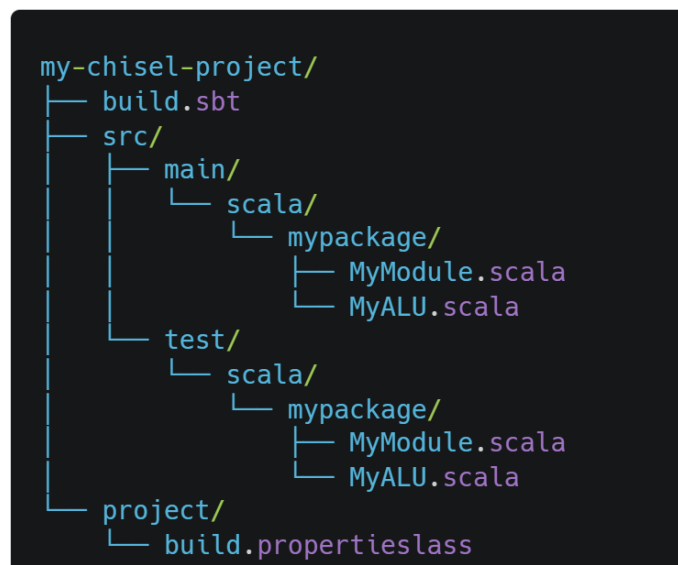 my-chisel-project/
├── build.sbt
├── src/
│   ├── main/
│   │   └── scala/
│   │       └── mypackage/
│   │           ├── MyModule.scala
│   │           └── MyALU.scala
│   └── test/
│       └── scala/
│           └── mypackage/
│               ├── MyModule.scala
│               └── MyALU.scala
└── project/
    └── build.propertieslass